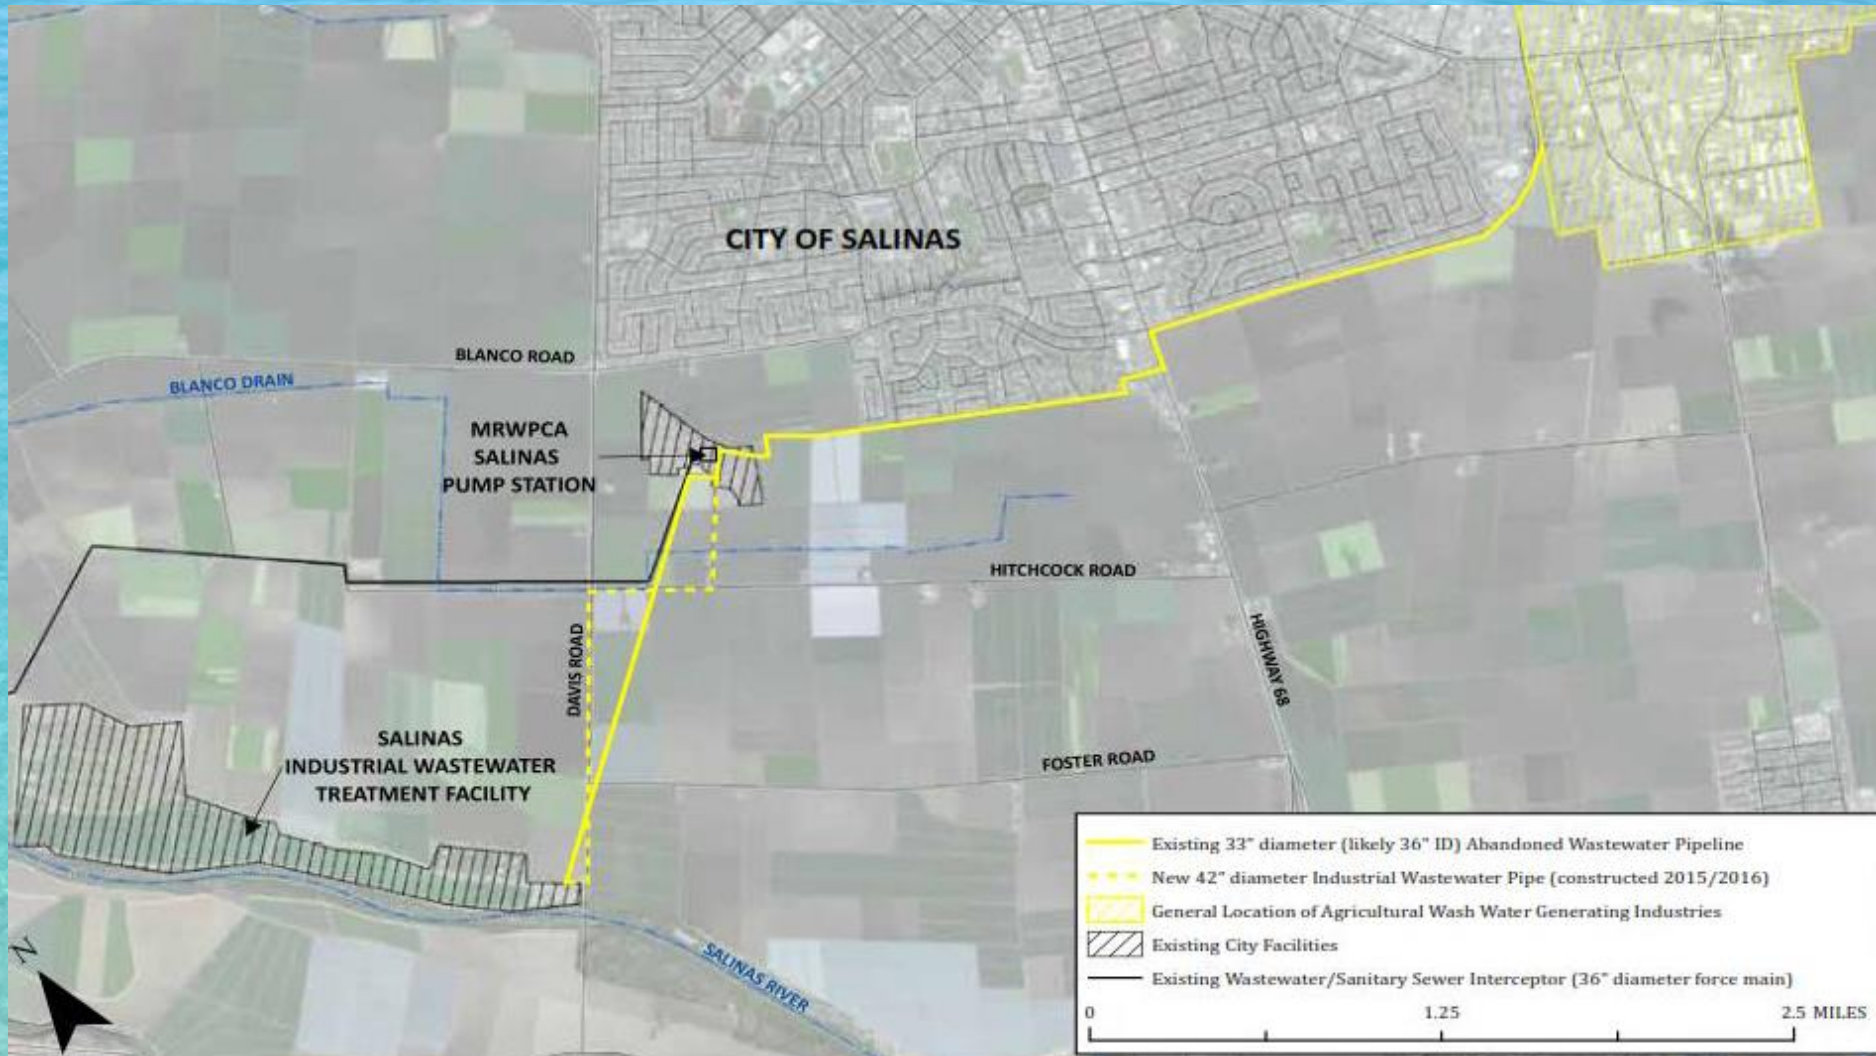 CITY OF SALINAS
BLANCO ROAD
BLANCO DRAIN
MRWPCA
SALINAS
PUMP STATION
HITCHCOCK ROAD
DAVIS ROAD
HIGHWAY 68
SALINAS
INDUSTRIAL WASTEWATER
TREATMENT FACILITY
FOSTER ROAD
SALINAS RIVER
N
Existing 33" diameter (likely 36" ID) Abandoned Wastewater Pipeline
New 42" diameter Industrial Wastewater Pipe (constructed 2015/2016)
General Location of Agricultural Wash Water Generating Industries
Existing City Facilities
Existing Wastewater/Sanitary Sewer Interceptor (36" diameter force main)
0 1.25 2.5 MILES